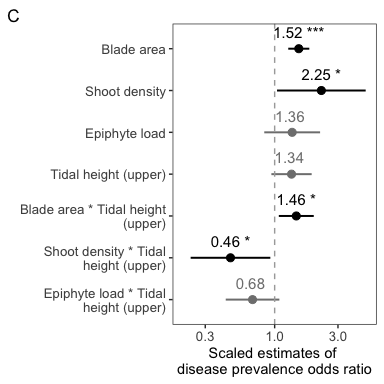 C
Blade area
1.52 ***
Shoot density
2.25 *
Epiphyte load
1.36
Tidal height (upper)
1.34
Blade area * Tidal height
(upper)
1.46 *
Shoot density * Tidal
height (upper)
0.46 *
Epiphyte load * Tidal
height (upper)
0.68
0.3 1.0 3.0
Scaled estimates of
disease prevalence odds ratio